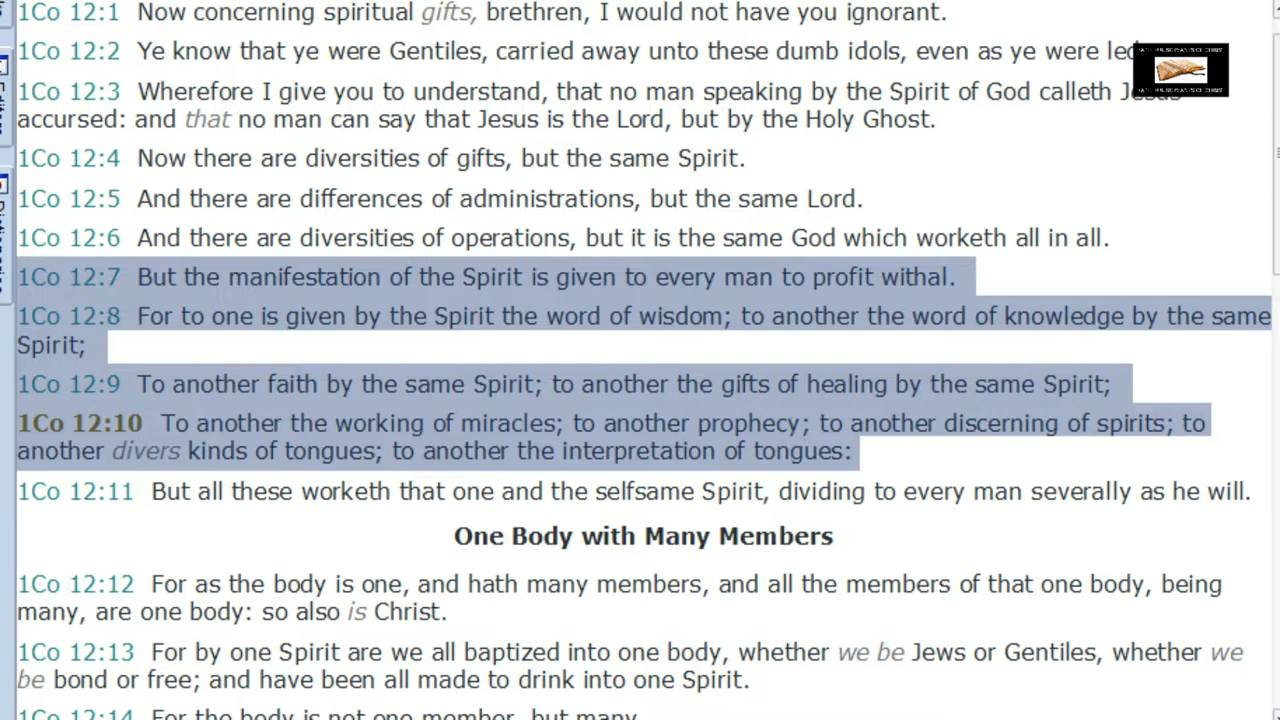 1Co 12:1 Now concerning spiritual gifts, brethren, I would not have you ignorant.
1Co 12:2 Ye know that ye were Gentiles, carried away unto these dumb idols, even as ye were led
1Co 12:3 Wherefore I give you to understand, that no man speaking by the Spirit of God calleth Jesus
accursed: and that no man can say that Jesus is the Lord, but by the Holy Ghost.
1Co 12:4 Now there are diversities of gifts, but the same Spirit.
1Co 12:5 And there are differences of administrations, but the same Lord.
1Co 12:6 And there are diversities of operations, but it is the same God which worketh all in all.
1Co 12:7 But the manifestation of the Spirit is given to every man to profit withal.
1Co 12:8 For to one is given by the Spirit the word of wisdom; to another the word of knowledge by the same
Spirit;
1Co 12:9 To another faith by the same Spirit; to another the gifts of healing by the same Spirit;
1Co 12:10 To another the working of miracles; to another prophecy; to another discerning of spirits; to
another divers kinds of tongues; to another the interpretation of tongues:
1Co 12:11 But all these worketh that one and the selfsame Spirit, dividing to every man severally as he will.
One Body with Many Members
1Co 12:12 For as the body is one, and hath many members, and all the members of that one body, being
many, are one body: so also is Christ.
1Co 12:13 For by one Spirit are we all baptized into one body, whether we be Jews or Gentiles, whether we
be bond or free; and have been all made to drink into one Spirit.
1Co 12:14 For the body is not one member, but many.